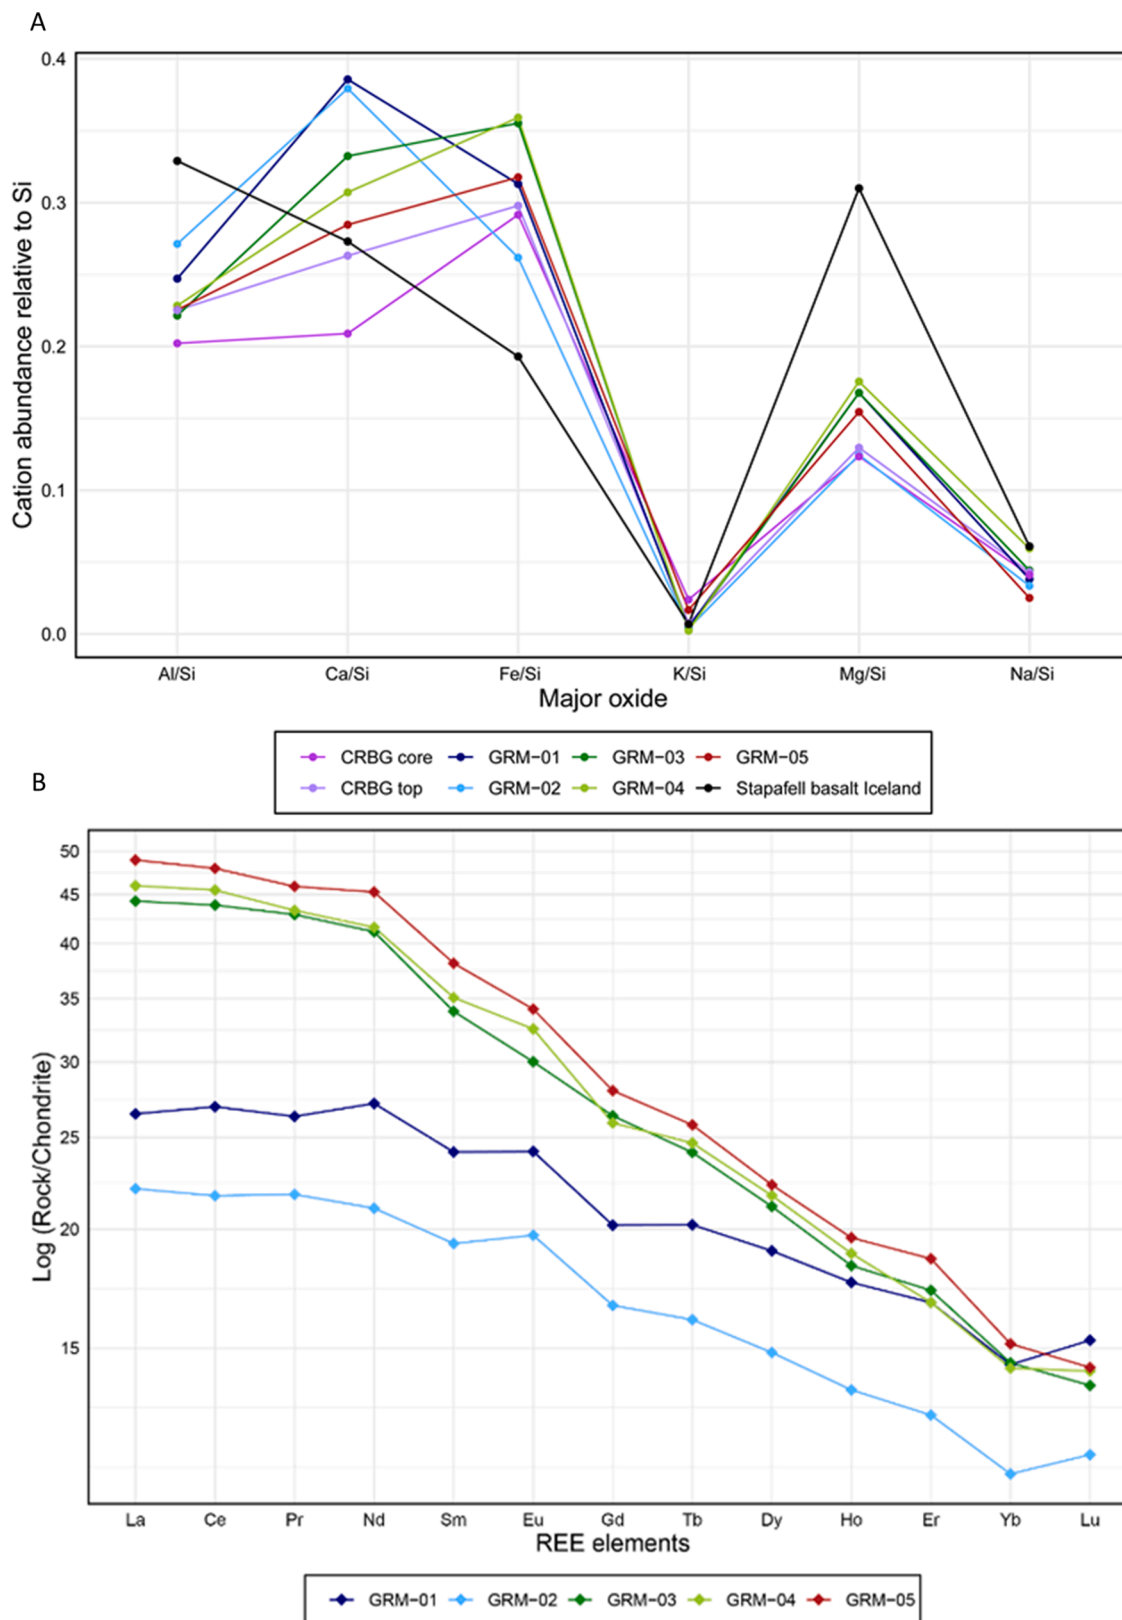 A
Cation abundance relative to Si
0.4
0.3
0.2
0.1
0.0
Al/Si Ca/Si Fe/Si K/Si Mg/Si Na/Si
Major oxide
CRBG core GRM−01 GRM−03 GRM−05
CRBG top GRM−02 GRM−04 Stapafell basalt Iceland
B
Log (Rock/Chondrite)
50
45
40
35
30
25
20
15
La Ce Pr Nd Sm Eu Gd Tb Dy Ho Er Yb Lu
REE elements
GRM−01 GRM−02 GRM−03 GRM−04 GRM−05